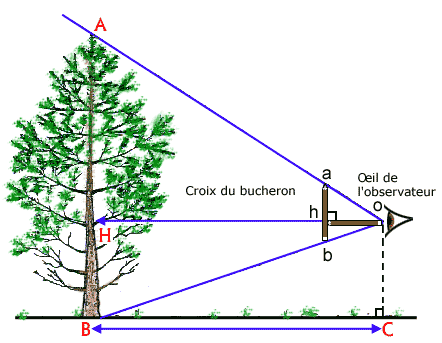 A
a
Œil de
l'observateur
Croix du bucheron
o
h
H
b
B
C